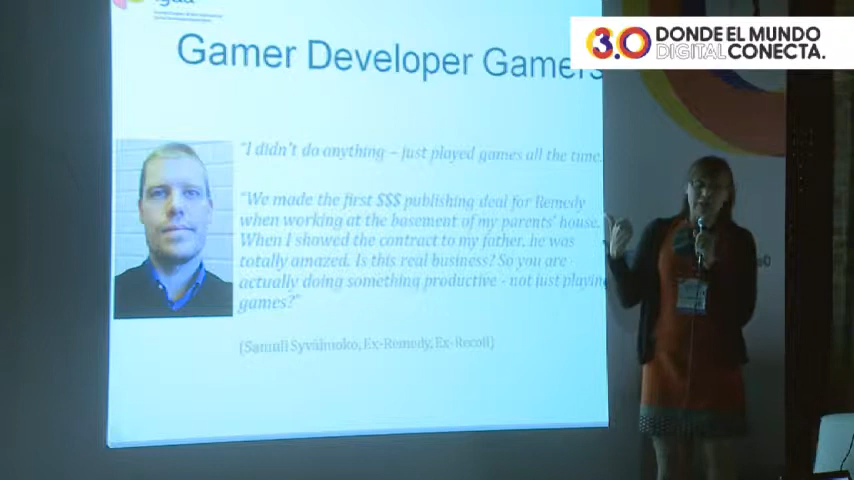 igda
3.0 DONDE EL MUNDO
DIGITAL CONECTA.
Gamer Developer Gamers
"I didn't do anything – just played games all the time.
"We made the first $$$ publishing deal for Remedy
when working at the basement of my parents' house.
When I showed the contract to my father, he was
totally amazed. Is this real business? So you are
actually doing something productive - not just playing
games?"
(Samuli Syvähuoko, Ex-Remedy, Ex-Recoil)